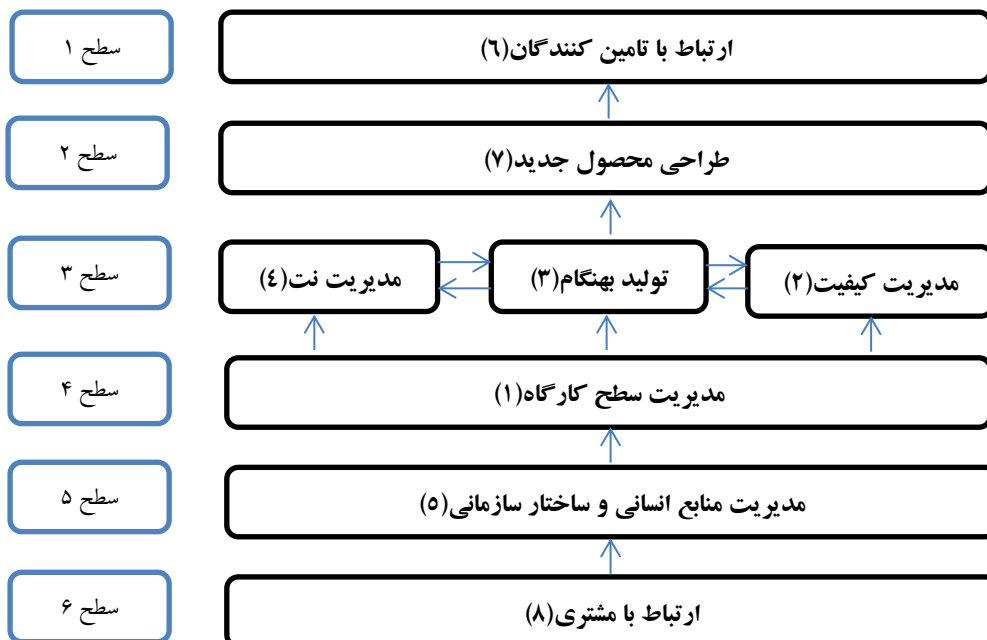 سطح ۱
ارتباط با تامین کنندگان(٦)
سطح ۲
طراحی محصول جدید(۷)
سطح ۳
مدیریت کیفیت(۲)
تولید بهنگام(۳)
مدیریت نت(٤)
سطح ۴
مدیریت سطح کارگاه(۱)
سطح ۵
مدیریت منابع انسانی و ساختار سازمانی(٥)
سطح ۶
ارتباط با مشتری(۸)